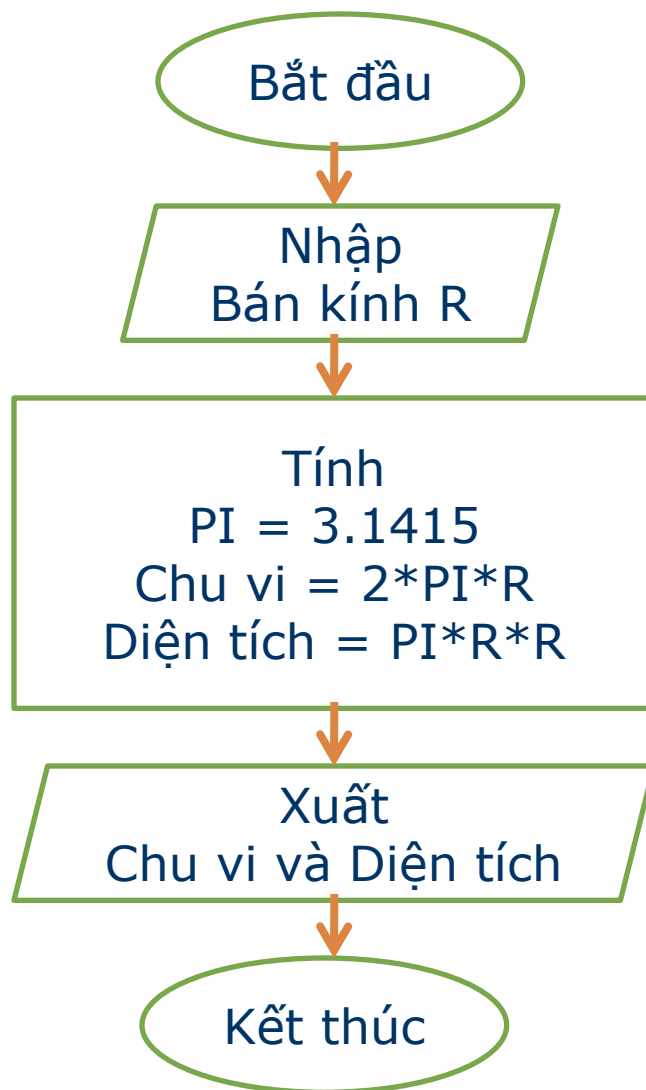 Bắt đầu
Nhập
Bán kính R
Tính
PI = 3.1415
Chu vi = 2*PI*R
Diện tích = PI*R*R
Xuất
Chu vi và Diện tích
Kết thúc